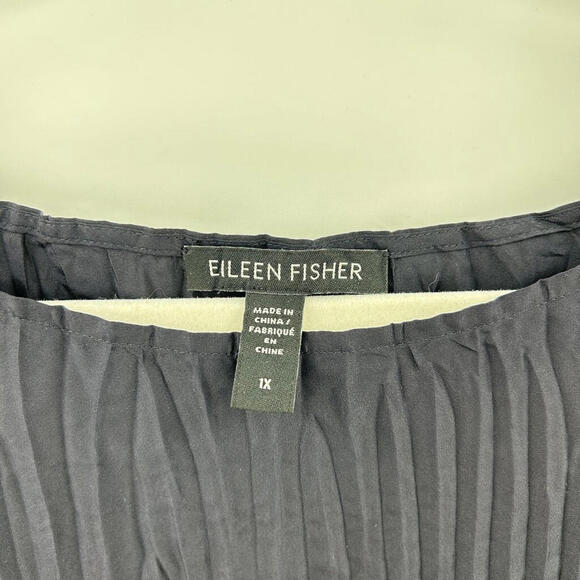 EILEEN FISHER
MADE IN
CHINA /
FABRIQUÉ
EN
CHINE
1X